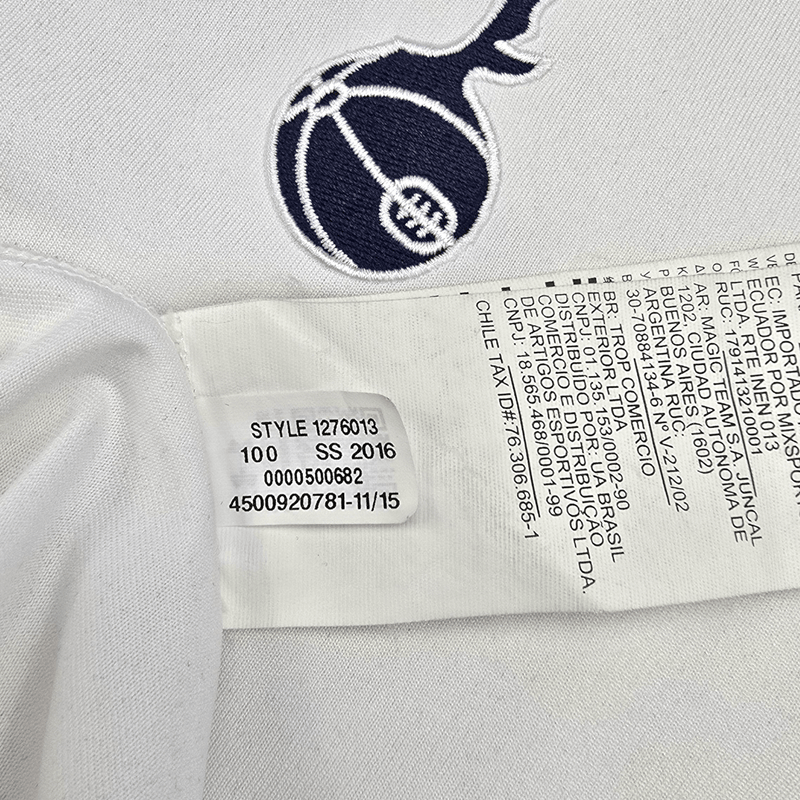 STYLE 1276013
100 SS 2016
0000500682
4500920781-11/15
EC: IMPORTADO
ECUADOR POR MIXSPORT
LTDA. RTE INEN 013
RUC: 1791413210001
AR: MAGIC TEAM S.A. JUNCAL
1202, CIUDAD AUTONOMA DE
BUENOS AIRES (1602)
ARGENTINA RUC:
30-70884134-6 Nº V-212/02
BR: TROP COMERCIO
EXTERIOR LTDA
CNPJ: 01.135.153/0002-90
DISTRIBUÍDO POR: UA BRASIL
COMERCIO E DISTRIBUIÇÃO
DE ARTIGOS ESPORTIVOS LTDA.
CNPJ: 18.565.468/0001-99
CHILE TAX ID#:76.306.685-1